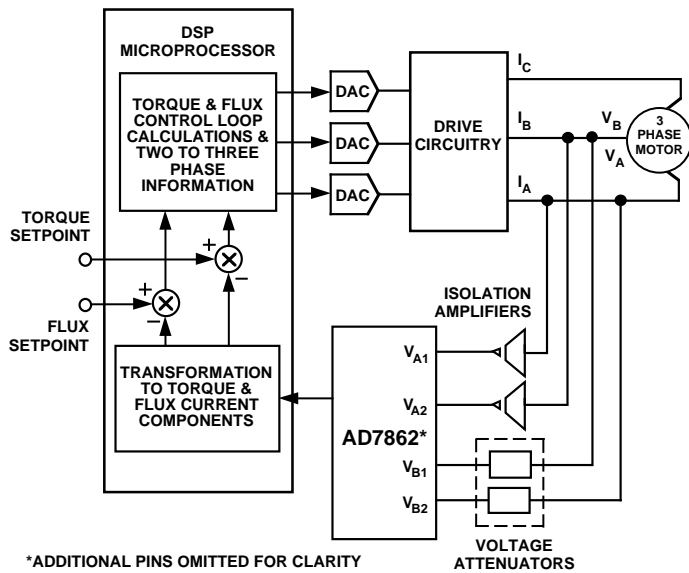 DSP
MICROPROCESSOR
TORQUE & FLUX
CONTROL LOOP
CALCULATIONS &
TWO TO THREE
PHASE
INFORMATION
DAC
DAC
DAC
DRIVE
CIRCUITRY
I_C
I_B
I_A
V_B
V_A
3
PHASE
MOTOR
TORQUE
SETPOINT
+
−
+
−
FLUX
SETPOINT
TRANSFORMATION
TO TORQUE &
FLUX CURRENT
COMPONENTS
ISOLATION
AMPLIFIERS
V_A1
V_A2
AD7862*
V_B1
V_B2
VOLTAGE
ATTENUATORS
*ADDITIONAL PINS OMITTED FOR CLARITY